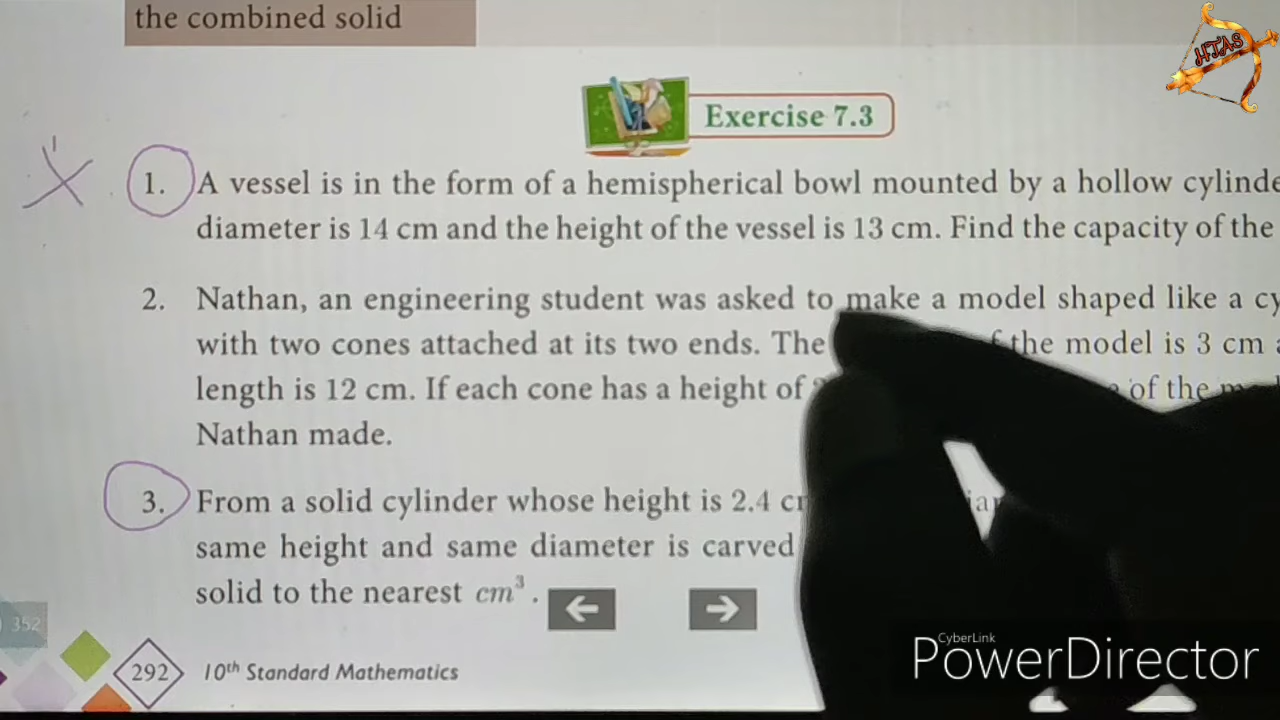 the combined solid
HTAS
Exercise 7.3
1. A vessel is in the form of a hemispherical bowl mounted by a hollow
diameter is 14 cm and the height of the vessel is 13 cm. Find the capacity of the
2. Nathan, an engineering student was asked to make a model shaped like a
with two cones attached at its two ends. The the model is 3 cm
length is 12 cm. If each cone has a height of of the
Nathan made.
3. From a solid cylinder whose height is 2.4
same height and same diameter is carved
solid to the nearest cm³.
352
292 10th Standard Mathematics
CyberLink
PowerDirector